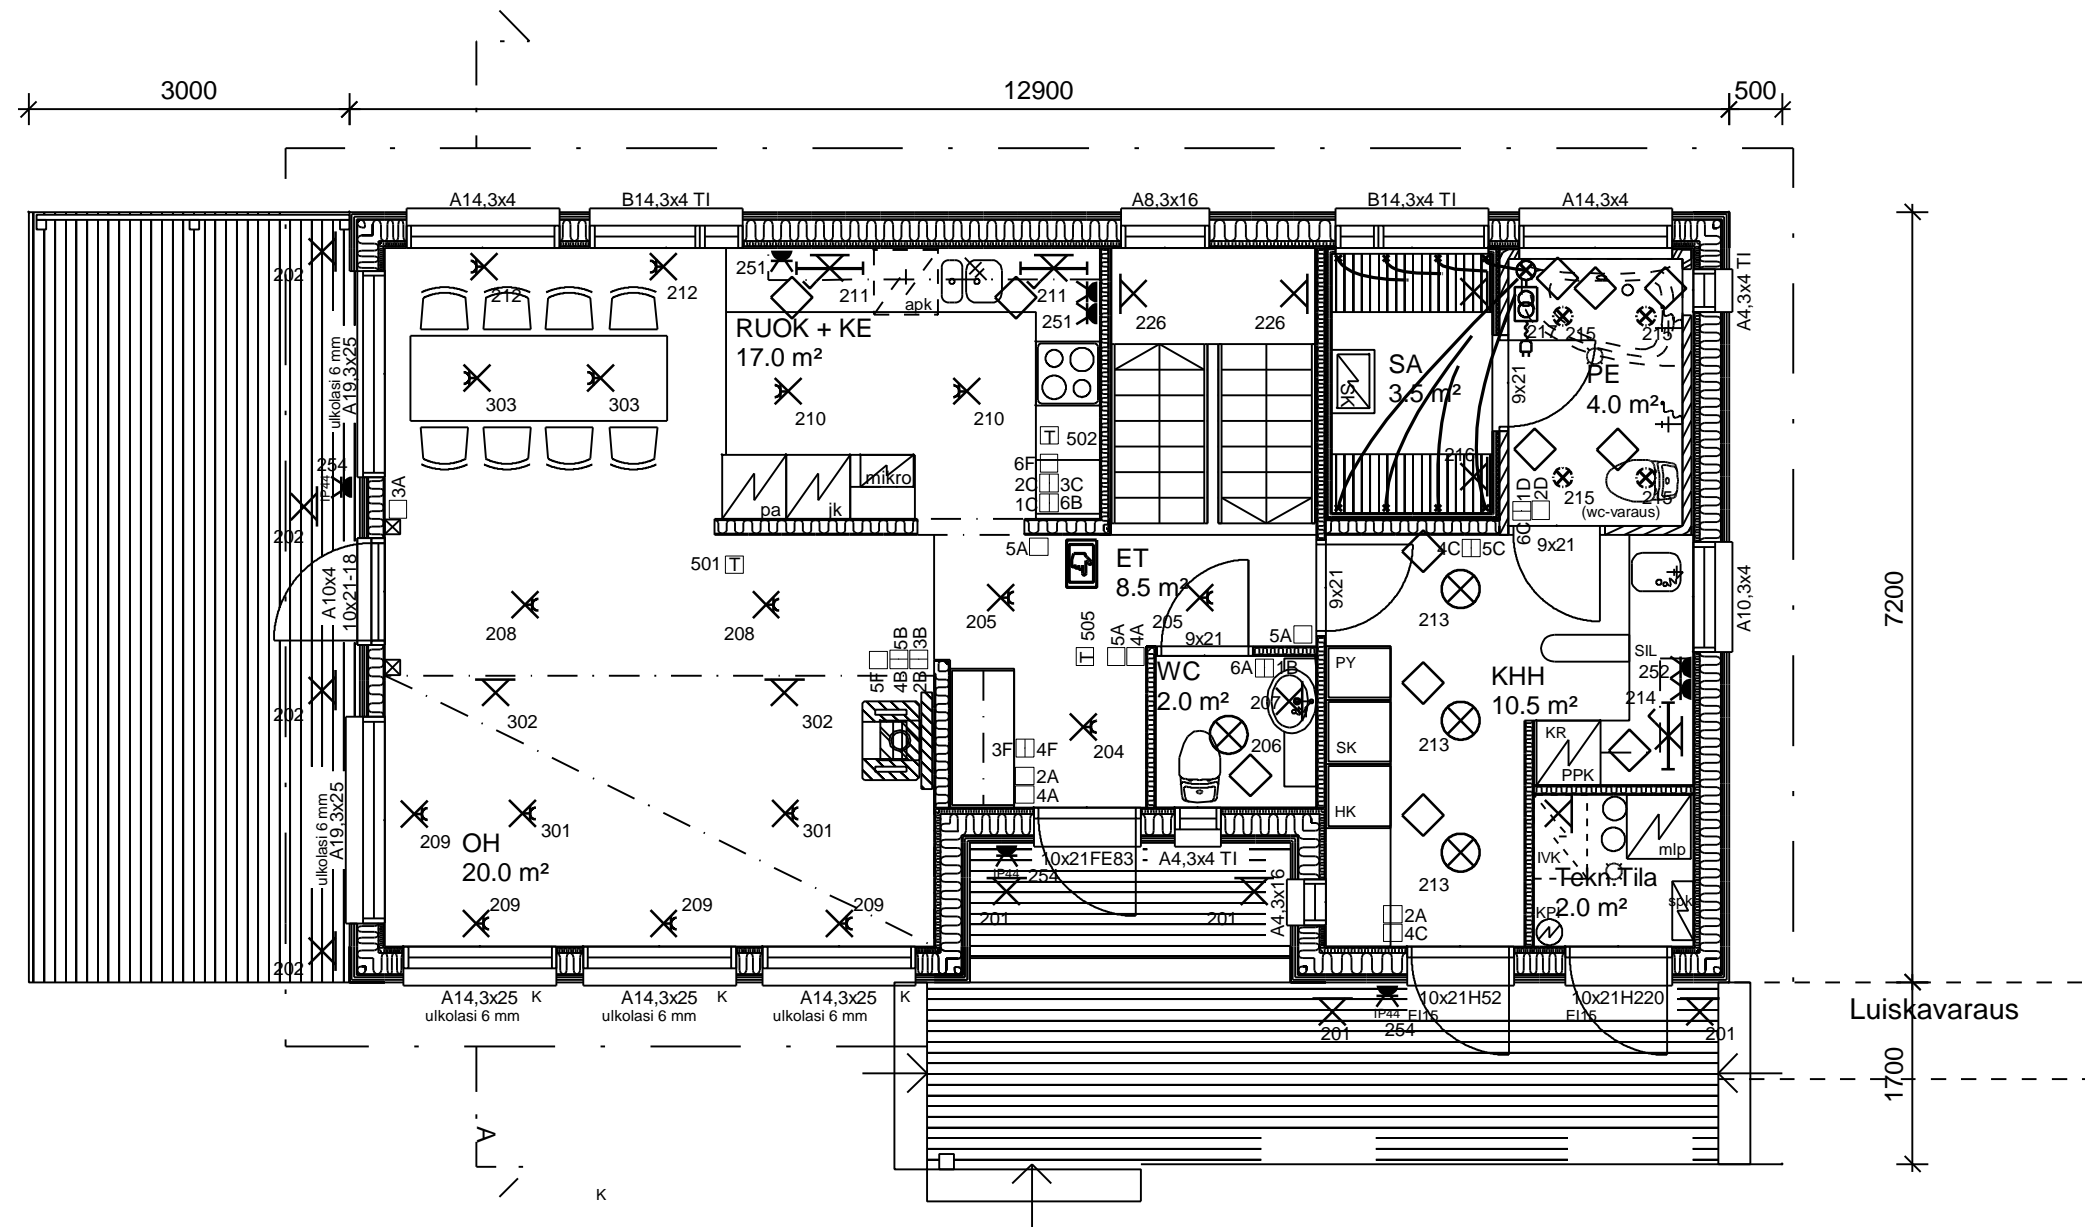 3000
12900
500
A14,3x4
B14,3x4 TI
A8,3x16
B14,3x4 TI
A14,3x4
A4,3x4 TI
202
212
212
251
211
apk
211
251
226
226
217
215
215
RUOK + KE
17.0 m²
SA
3.5 m²
SK
9x21
PE
4.0 m²
ulkolasi 6 mm
A19,3x25
303
303
210
210
T 502
6F
2C 3C
1C 6B
mikro
pa
jk
216
215
215
(wc-varaus)
1D
2D
6C
254
IP44
3A
202
A10x4
10x21-18
501 T
5A
ET
8.5 m²
9x21
4C 5C
9x21
A10,3x4
7200
208
208
205
205
9x21
5A
213
T 505
5A
4A
5F
4B
5B
2B
3B
WC
2.0 m²
6A 1B
207
206
PY
SK
HK
KHH
10.5 m²
SIL
252
214
202
302
302
3F 4F
2A
4A
204
213
KR
PPK
ulkolasi 6 mm
A19,3x25
209
301
301
OH
20.0 m²
209
209
209
10x21FE83
A4,3x4 TI
IP44
254
201
201
A4,3x16
213
2A
4C
IVK
mlp
Tekn.Tila
2.0 m²
KPI
spk
202
A14,3x25 K
ulkolasi 6 mm
A14,3x25 K
ulkolasi 6 mm
A14,3x25 K
ulkolasi 6 mm
201
IP44
254
10x21H52
EI15
10x21H220
EI15
201
Luiskavaraus
1700
A
K